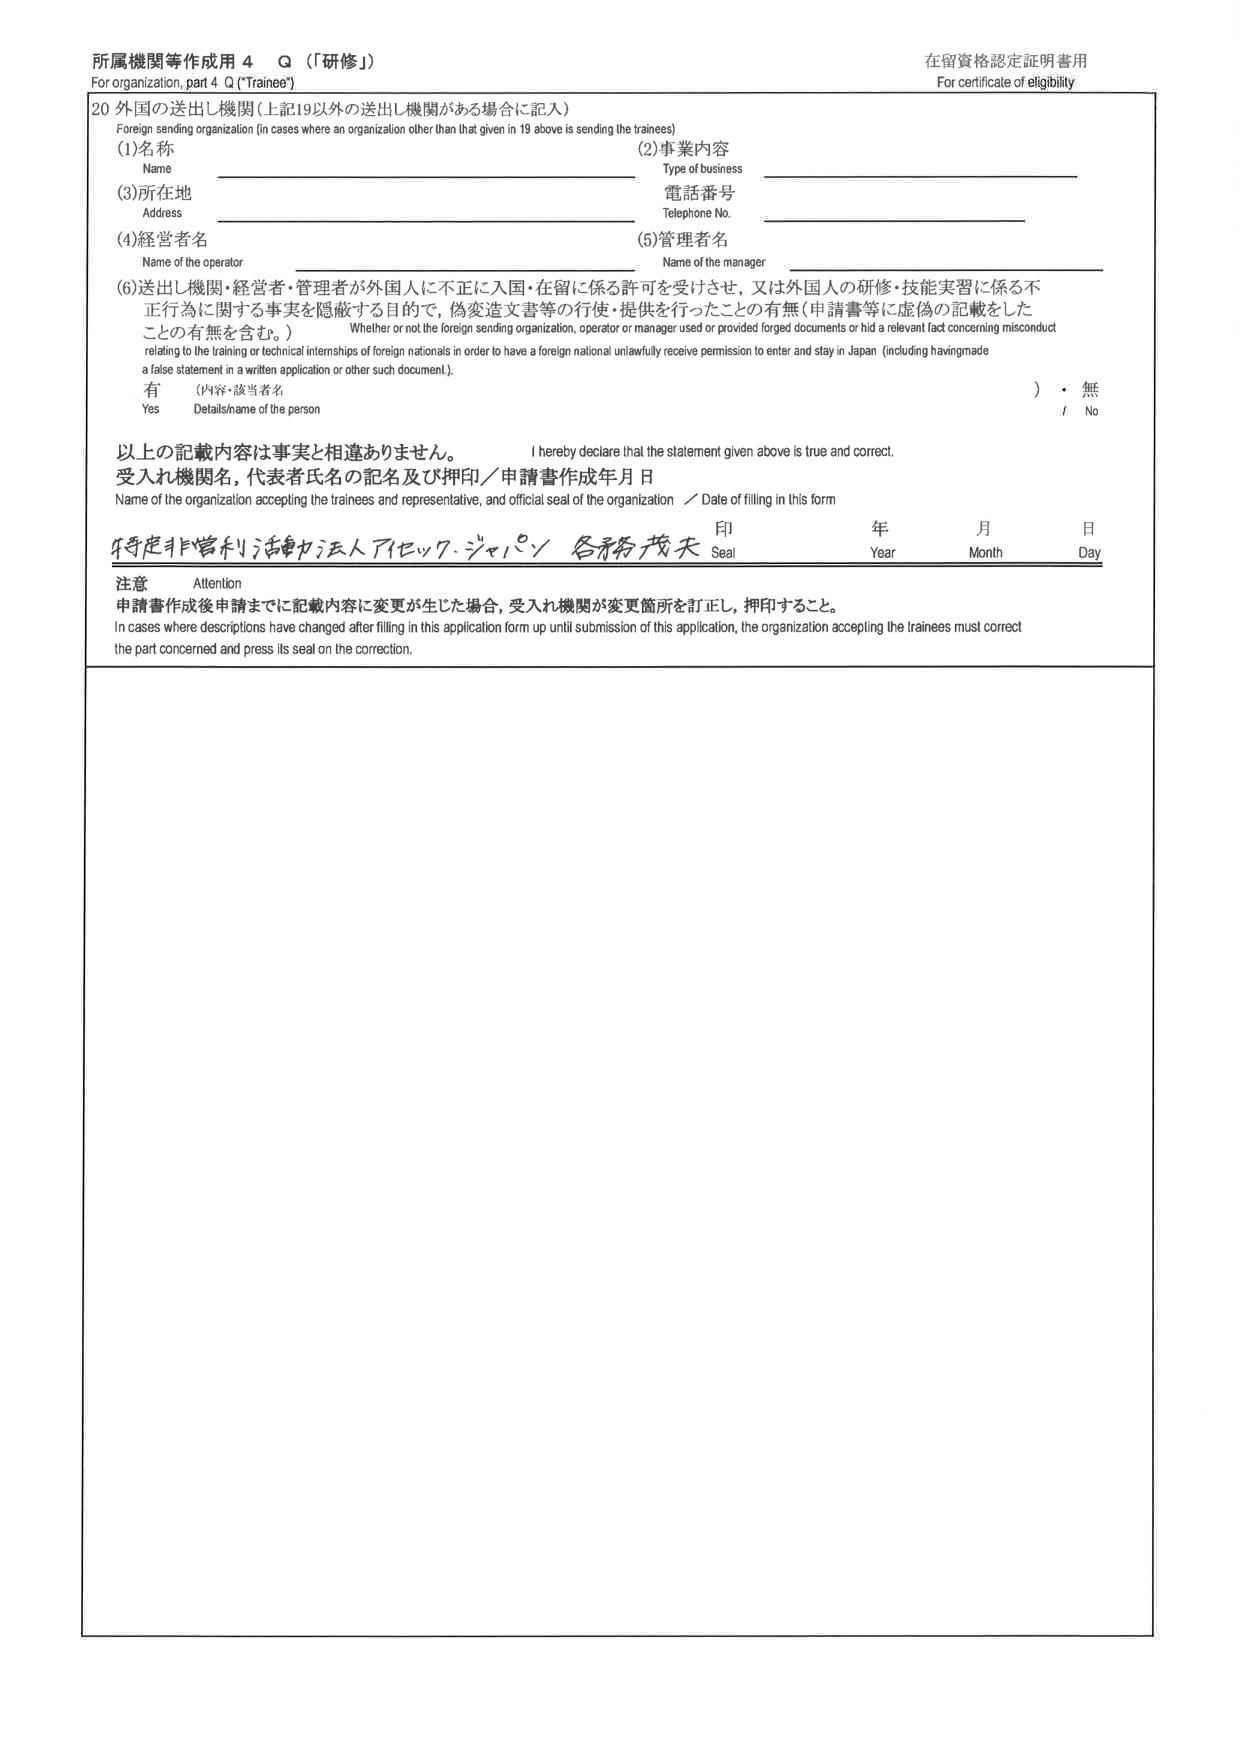 所属機関等作成用 4　Q （「研修」）　在留資格認定証明書用
For organization, part 4 Q ("Trainee")　For certificate of eligibility
20 外国の送出し機関（上記19以外の送出し機関がある場合に記入）
Foreign sending organization (in cases where an organization other than that given in 19 above is sending the trainees)
(1)名称　(2)事業内容
Name　Type of business
(3)所在地　電話番号
Address　Telephone No.
(4)経営者名　(5)管理者名
Name of the operator　Name of the manager
(6)送出し機関・経営者・管理者が外国人に不正に入国・在留に係る許可を受けさせ，又は外国人の研修・技能実習に係る不
正行為に関する事実を隠蔽する目的で，偽変造文書等の行使・提供を行ったことの有無（申請書等に虚偽の記載をした
ことの有無を含む。）　Whether or not the foreign sending organization, operator or manager used or provided forged documents or hid a relevant fact concerning misconduct
relating to the training or technical internships of foreign nationals in order to have a foreign national unlawfully receive permission to enter and stay in Japan (including havingmade
a false statement in a written application or other such document.).
有　（内容・該当者名　）　・　無
Yes　Details/name of the person　/　No
以上の記載内容は事実と相違ありません。　I hereby declare that the statement given above is true and correct.
受入れ機関名，代表者氏名の記名及び押印／申請書作成年月日
Name of the organization accepting the trainees and representative, and official seal of the organization ／ Date of filling in this form
印　年　月　日
特定非営利活動法人アイセック・ジャパン　各務茂夫　Seal　Year　Month　Day
注意　Attention
申請書作成後申請までに記載内容に変更が生じた場合，受入れ機関が変更箇所を訂正し，押印すること。
In cases where descriptions have changed after filling in this application form up until submission of this application, the organization accepting the trainees must correct
the part concerned and press its seal on the correction.